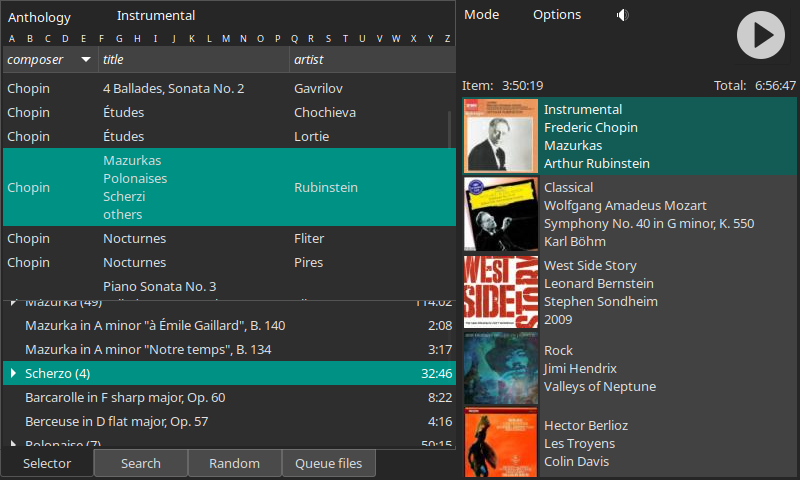 Anthology Instrumental
A B C D E F G H I J K L M N O P Q R S T U V W X Y Z
composer title artist
Chopin 4 Ballades, Sonata No. 2 Gavrilov
Chopin Études Chochieva
Chopin Études Lortie
Chopin Mazurkas Rubinstein
Polonaises
Scherzi
others
Chopin Nocturnes Fliter
Chopin Nocturnes Pires
Piano Sonata No. 3
Mazurka (49) 114:02
Mazurka in A minor "à Émile Gaillard", B. 140 2:08
Mazurka in A minor "Notre temps", B. 134 3:17
Scherzo (4) 32:46
Barcarolle in F sharp major, Op. 60 8:22
Berceuse in D flat major, Op. 57 4:16
Polonaise (7) 50:15
Selector Search Random Queue files
Mode Options
Item: 3:50:19 Total: 6:56:47
Instrumental
Frederic Chopin
Mazurkas
Arthur Rubinstein
Classical
Wolfgang Amadeus Mozart
Symphony No. 40 in G minor, K. 550
Karl Böhm
WEST
SIDE
STORY
West Side Story
Leonard Bernstein
Stephen Sondheim
2009
Rock
Jimi Hendrix
Valleys of Neptune
Hector Berlioz
Les Troyens
Colin Davis